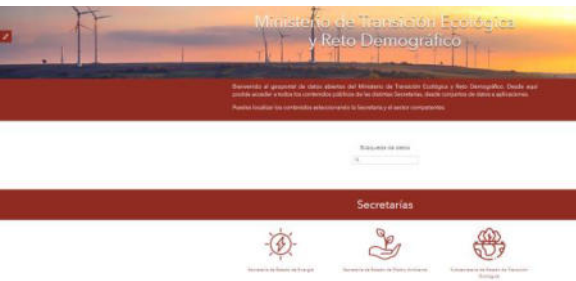 Ministerio de Transición Ecológica
y Reto Demográfico
Bienvenido al geoportal de datos abiertos del Ministerio de Transición Ecológica y Reto Demográfico. Desde aquí
podrás acceder a todos los contenidos públicos de las distintas Secretarías, desde conjuntos de datos a aplicaciones.
Puedes localizar los contenidos seleccionando la Secretaría y el sector competentes.
Búsqueda de datos
Secretarías
Secretaría de Estado de Energía
Secretaría de Estado de Medio Ambiente
Subsecretaría de Estado de Transición
Ecológica